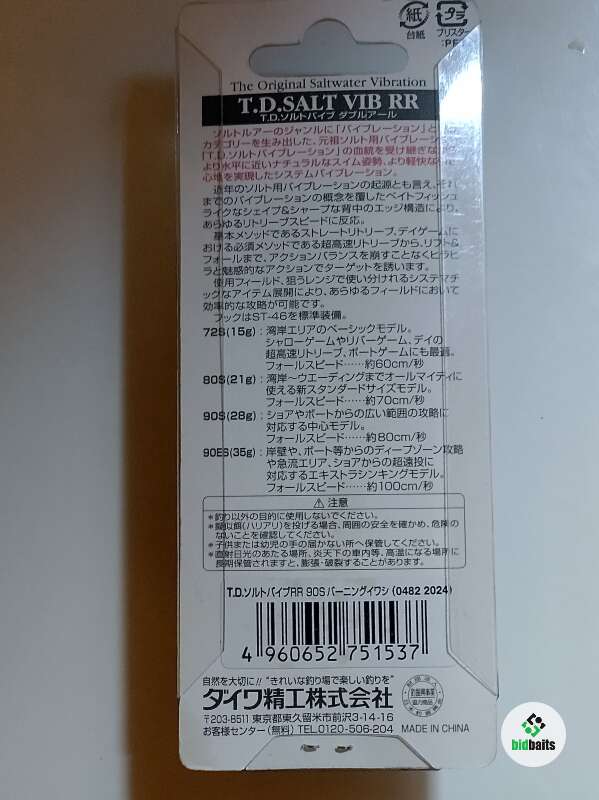 紙
台紙
プラ
ブリスター
:PE
The Original Saltwater Vibration
T.D.SALT VIB RR
T.D.ソルトバイブ ダブルアール
ソルトルアーのジャンルに「バイブレーション」と
カテゴリーを生み出した、元祖ソルト用バイブレーション
「T.D.ソルトバイブレーション」の血統を受け継ぎな
より水平に近いナチュラルなスイム姿勢、より軽快な
心地を実現したシステムバイブレーション。
近年のソルト用バイブレーションの起源とも言え、それ
までのバイブレーションの概念を覆したベイトフィッシュ
ライクなシェイプ&シャープな背中のエッジ構造により、
あらゆるリトリーブスピードに反応。
基本メソッドであるストレートリトリーブ、デイゲームに
おける必須メソッドである超高速リトリーブから、リフト&
フォールまで、アクションバランスを崩すことなくヒラヒ
ラと魅惑的なアクションでターゲットを誘います。
使用フィールド、狙うレンジで使い分けれるシステマチ
ックなアイテム展開により、あらゆるフィールドにおいて
効率的な攻略が可能です。
フックはST-46を標準装備。
72S(15g):湾岸エリアのベーシックモデル。
シャローゲームやリバーゲーム、デイの
超高速リトリーブ、ボートゲームにも最適。
フォールスピード……約60cm/秒
80S(21g):湾岸〜ウエーディングまでオールマイティに
使える新スタンダードサイズモデル。
フォールスピード……約70cm/秒
90S(28g):ショアやボートからの広い範囲の攻略に
対応する中心モデル。
フォールスピード……約80cm/秒
90ES(35g):岸壁や、ボート等からのディープゾーン攻略
や急流エリア、ショアからの超遠投に
対応するエキストラシンキングモデル。
フォールスピード……約100cm/秒
⚠ 注意
*釣り以外の目的に使用しないでください。
*擬似餌(ハリアリ)を投げる場合、周囲の安全を確かめ、危険の
ないことを確認してください。
*子供または幼児の手の届かない所へ保管してください。
*直射日光のあたる場所、炎天下の車内等、高温になる場所に
長期保管されますと、膨張・破裂することがあります。
T.D.ソルトバイブRR 90S バーニングイワシ (0482 2024)
4 960652 751537
自然を大切に!! “きれいな釣り場で楽しい釣りを”
ダイワ精工株式会社
〒203-8511 東京都東久留米市前沢3-14-16
お客様センター(無料) TEL.0120-506-204 MADE IN CHINA
bidbaits